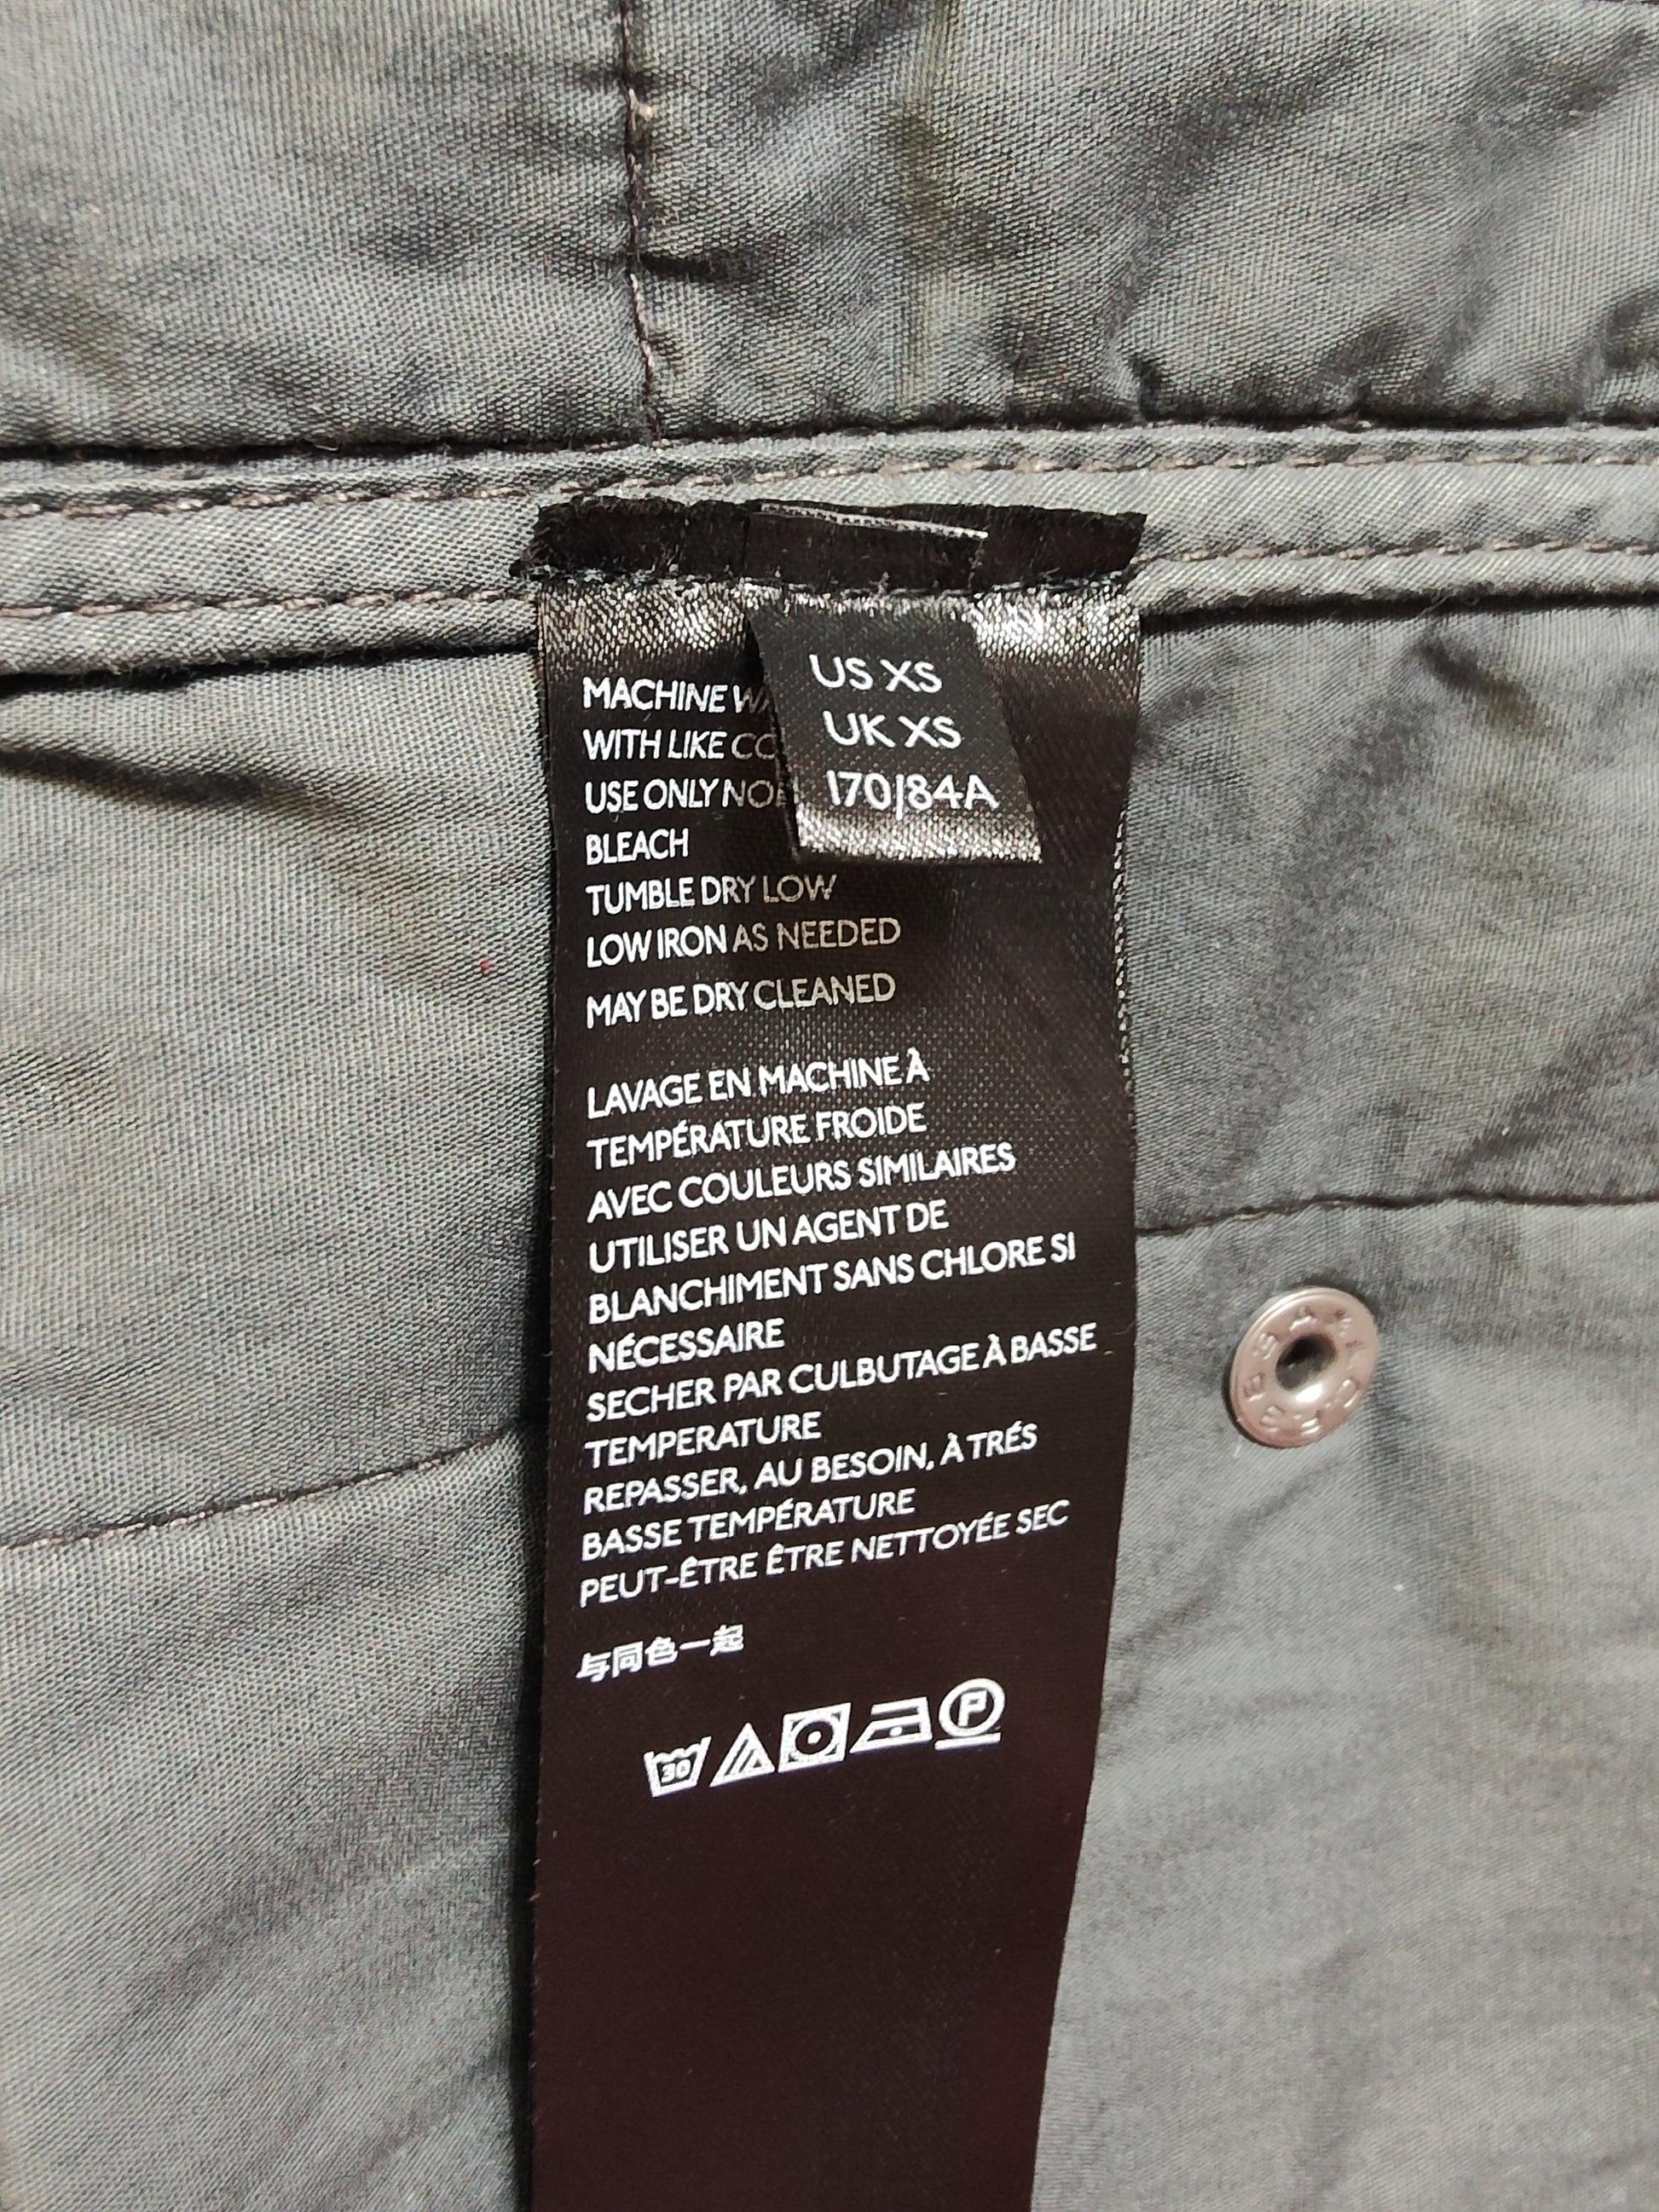 US XS
UK XS
170/84A
MACHINE
WITH LIKE
USE ONLY
BLEACH
TUMBLE DRY LOW
LOW IRON AS NEEDED
MAY BE DRY CLEANED
LAVAGE EN MACHINE À
TEMPÉRATURE FROIDE
AVEC COULEURS SIMILAIRES
UTILISER UN AGENT DE
BLANCHIMENT SANS CHLORE SI
NÉCESSAIRE
SECHER PAR CULBUTAGE À BASSE
TEMPERATURE
REPASSER, AU BESOIN, À TRÉS
BASSE TEMPÉRATURE
PEUT-ÊTRE ÊTRE NETTOYÉE SEC
与同色一起
30 P